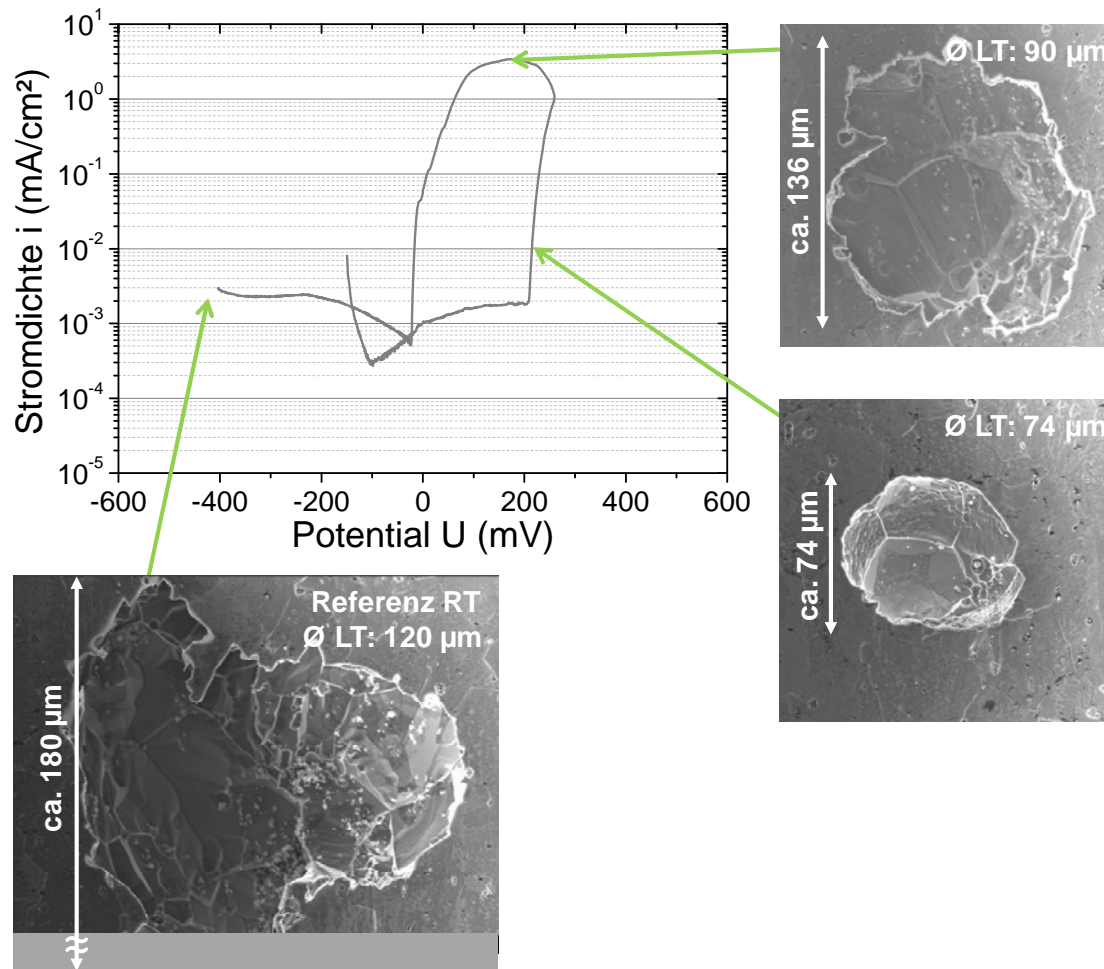 Stromdichte i (mA/cm²)
10¹
10⁰
10⁻¹
10⁻²
10⁻³
10⁻⁴
10⁻⁵
-600 -400 -200 0 200 400 600
Potential U (mV)
Ø LT: 90 µm
ca. 136 µm
Ø LT: 74 µm
ca. 74 µm
Referenz RT
Ø LT: 120 µm
ca. 180 µm